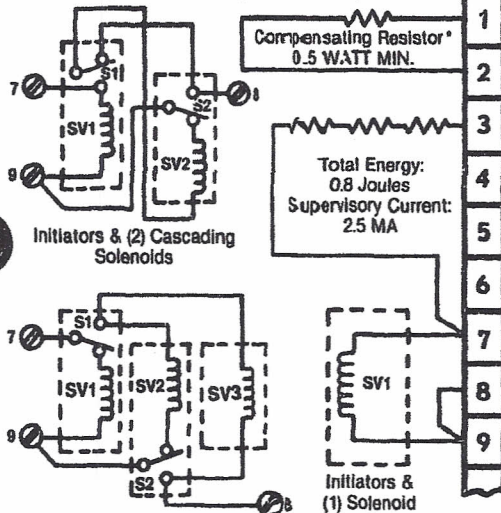 S1
7
S2
8
SV1
SV2
9
Initiators & (2) Cascading
Solenoids
Compensating Resistor*
0.5 WATT MIN.
Total Energy:
0.8 Joules
Supervisory Current:
2.5 MA
1
2
3
4
5
6
7
8
9
S1
7
SV1
SV2
SV3
9
S2
8
SV1
Initiators &
(1) Solenoid